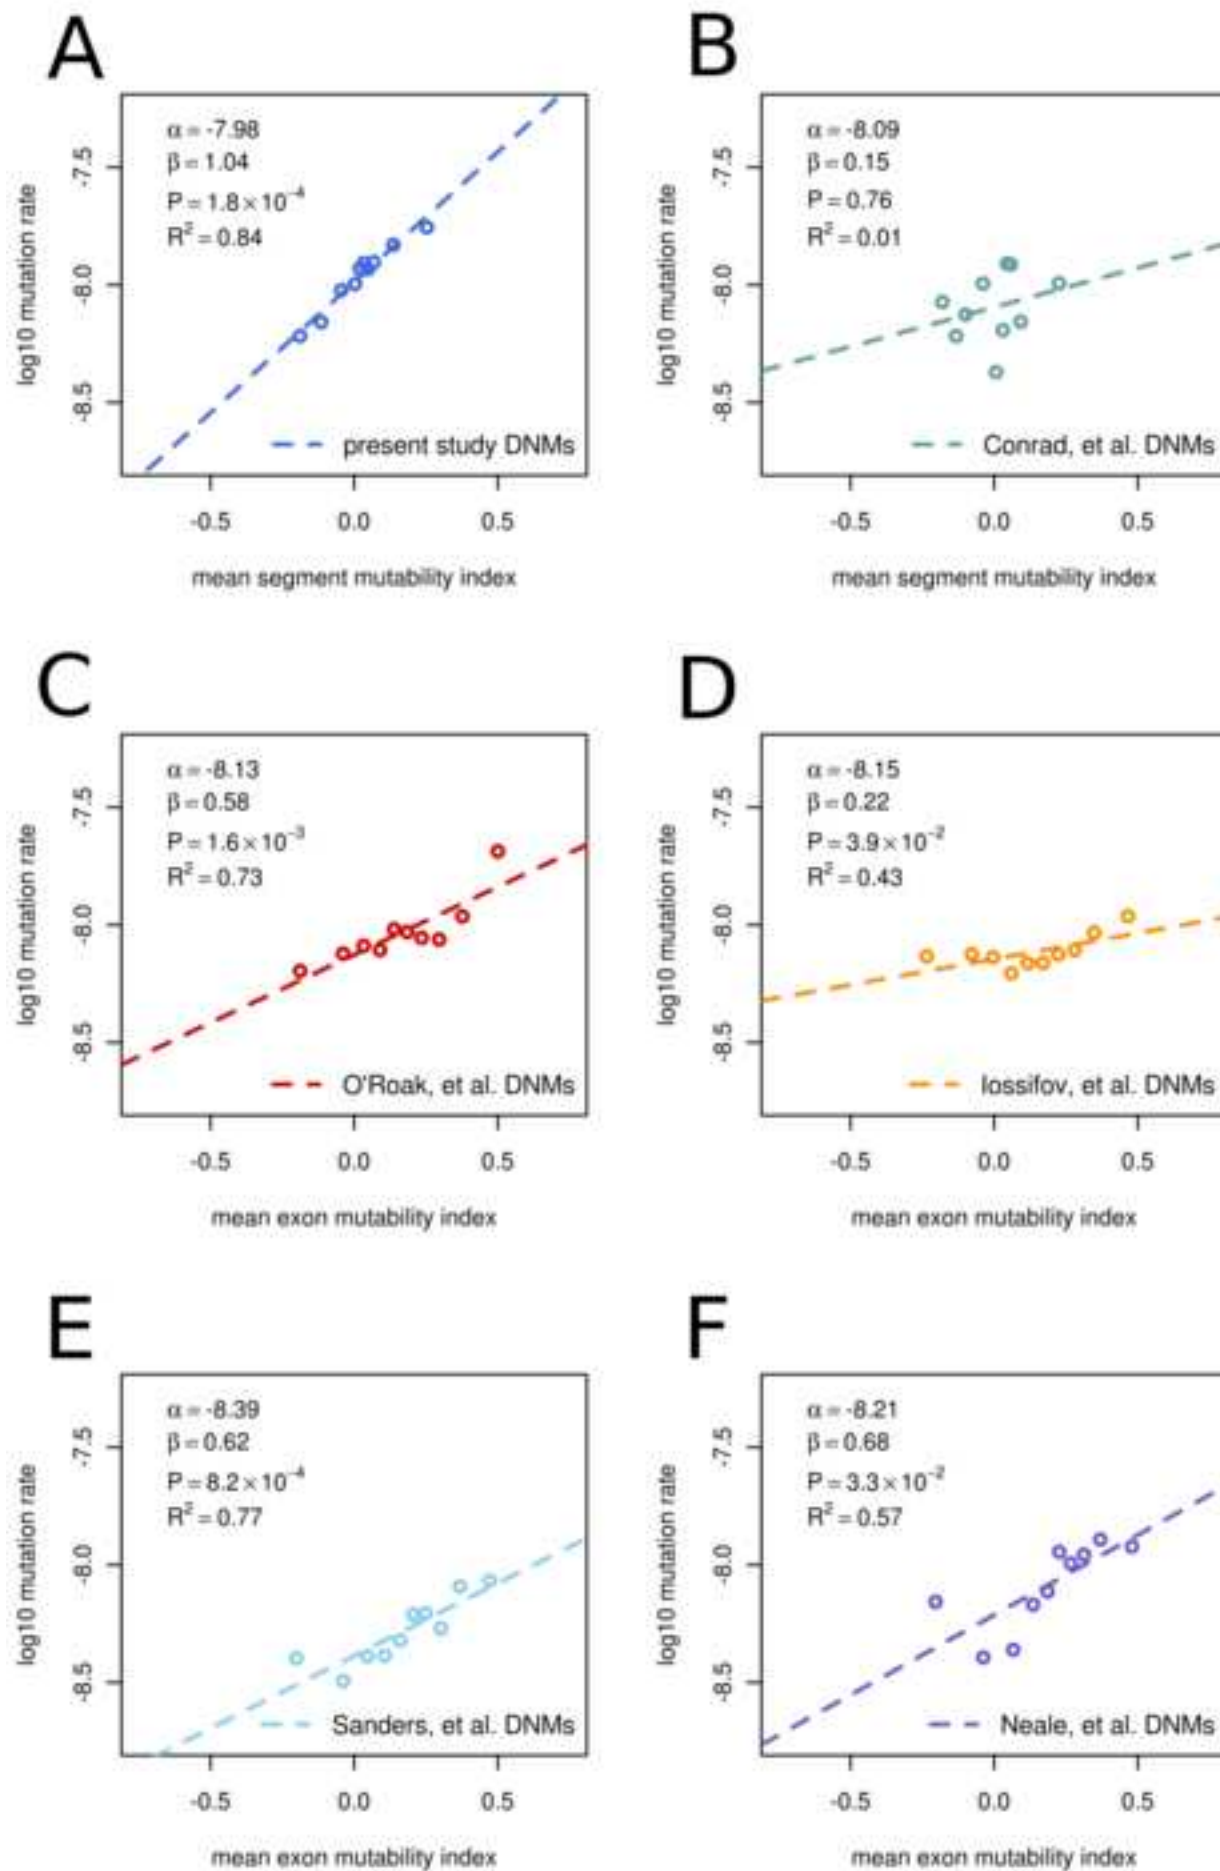 A
α = -7.98
β = 1.04
P = 1.8 × 10⁻⁴
R² = 0.84
-7.5
-8.0
-8.5
log10 mutation rate
present study DNMs
-0.5 0.0 0.5
mean segment mutability index
B
α = -8.09
β = 0.15
P = 0.76
R² = 0.01
-7.5
-8.0
-8.5
log10 mutation rate
Conrad, et al. DNMs
-0.5 0.0 0.5
mean segment mutability index
C
α = -8.13
β = 0.58
P = 1.6 × 10⁻³
R² = 0.73
-7.5
-8.0
-8.5
log10 mutation rate
O'Roak, et al. DNMs
-0.5 0.0 0.5
mean exon mutability index
D
α = -8.15
β = 0.22
P = 3.9 × 10⁻²
R² = 0.43
-7.5
-8.0
-8.5
log10 mutation rate
Iossifov, et al. DNMs
-0.5 0.0 0.5
mean exon mutability index
E
α = -8.39
β = 0.62
P = 8.2 × 10⁻⁴
R² = 0.77
-7.5
-8.0
-8.5
log10 mutation rate
Sanders, et al. DNMs
-0.5 0.0 0.5
mean exon mutability index
F
α = -8.21
β = 0.68
P = 3.3 × 10⁻²
R² = 0.57
-7.5
-8.0
-8.5
log10 mutation rate
Neale, et al. DNMs
-0.5 0.0 0.5
mean exon mutability index